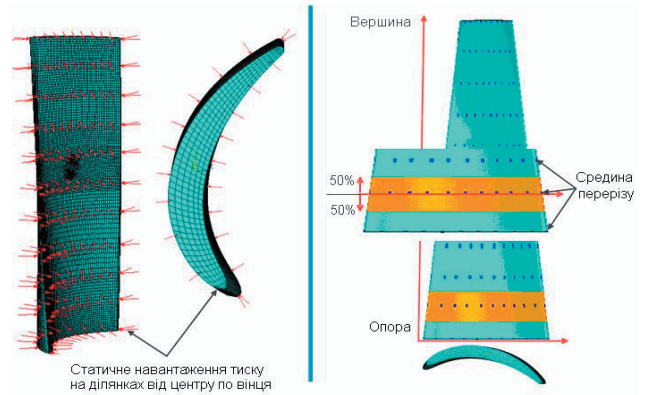 Вершина
50%
50%
Средина
перерізу
Опора
Статичне навантаження тиску
на ділянках від центру по вінця